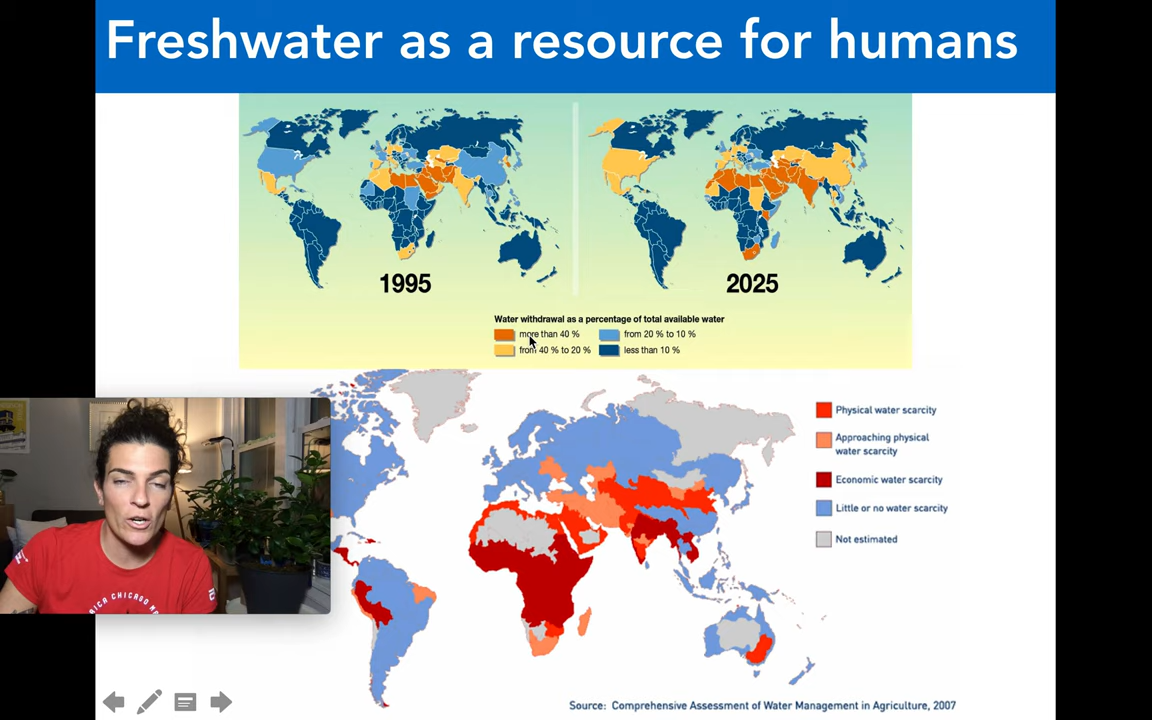 Freshwater as a resource for humans
1995
2025
Water withdrawal as a percentage of total available water
more than 40 %
from 20 % to 10 %
from 40 % to 20 %
less than 10 %
Physical water scarcity
Approaching physical
water scarcity
Economic water scarcity
Little or no water scarcity
Not estimated
CHICAGO
Source: Comprehensive Assessment of Water Management in Agriculture, 2007